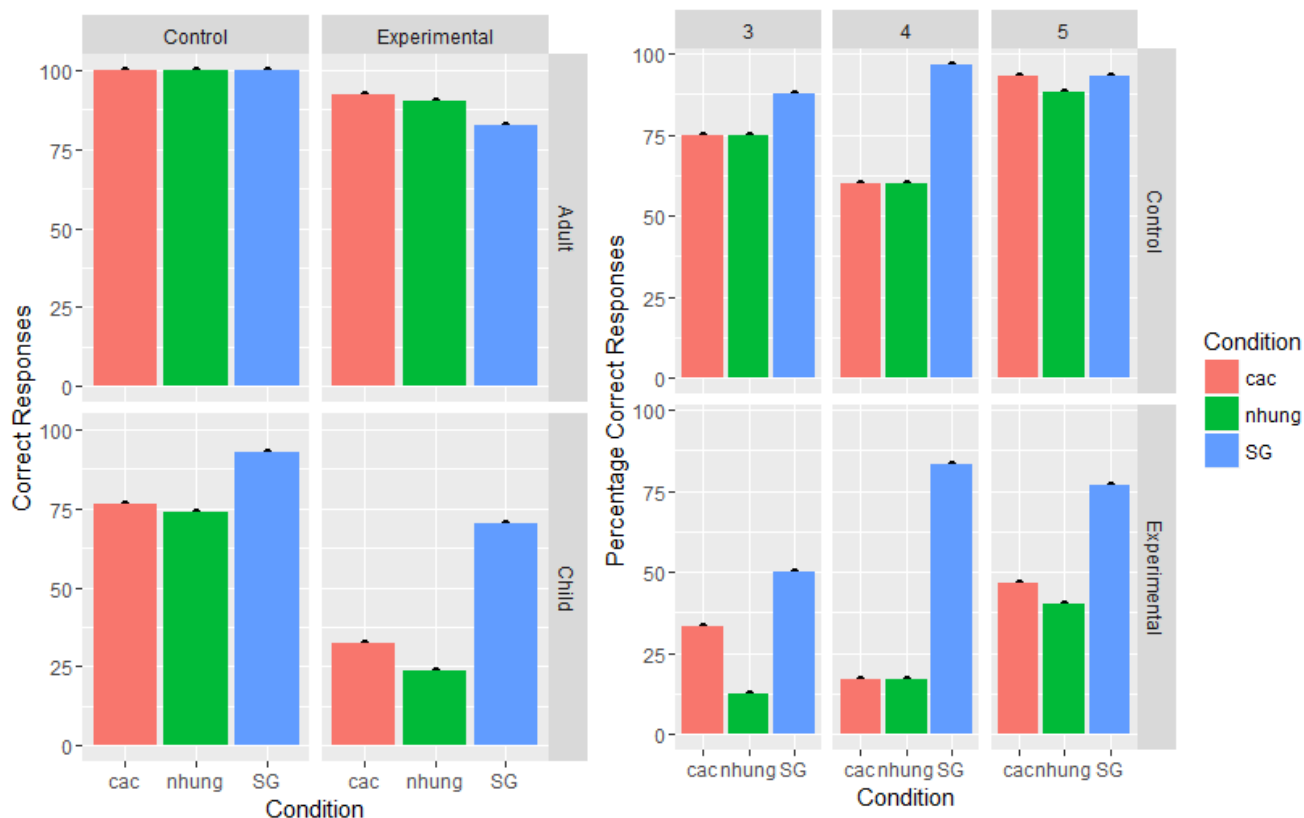 Control Experimental
Correct Responses
100
75
50
25
0
Adult
100
75
50
25
0
Child
cac nhung SG cac nhung SG
Condition
3 4 5
Percentage Correct Responses
100
75
50
25
0
Control
100
75
50
25
0
Experimental
cac nhung SG cac nhung SG cac nhung SG
Condition
Condition
cac
nhung
SG